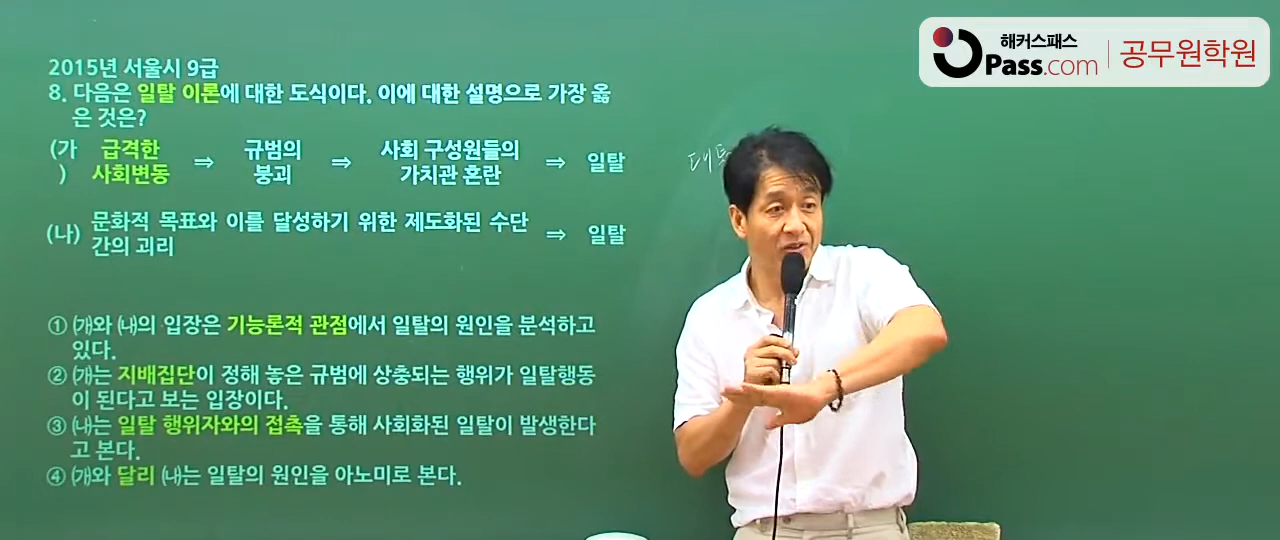 해커스패스
Pass.com
공무원학원
2015년 서울시 9급
8. 다음은 일탈 이론에 대한 도식이다. 이에 대한 설명으로 가장 옳
은 것은?
(가) 급격한 사회변동 ⇒ 규범의 붕괴 ⇒ 사회 구성원들의 가치관 혼란 ⇒ 일탈
(나) 문화적 목표와 이를 달성하기 위한 제도화된 수단
간의 괴리 ⇒ 일탈
① ㈎와 ㈏의 입장은 기능론적 관점에서 일탈의 원인을 분석하고
있다.
② ㈎는 지배집단이 정해 놓은 규범에 상충되는 행위가 일탈행동
이 된다고 보는 입장이다.
③ ㈏는 일탈 행위자와의 접촉을 통해 사회화된 일탈이 발생한다
고 본다.
④ ㈎와 달리 ㈏는 일탈의 원인을 아노미로 본다.